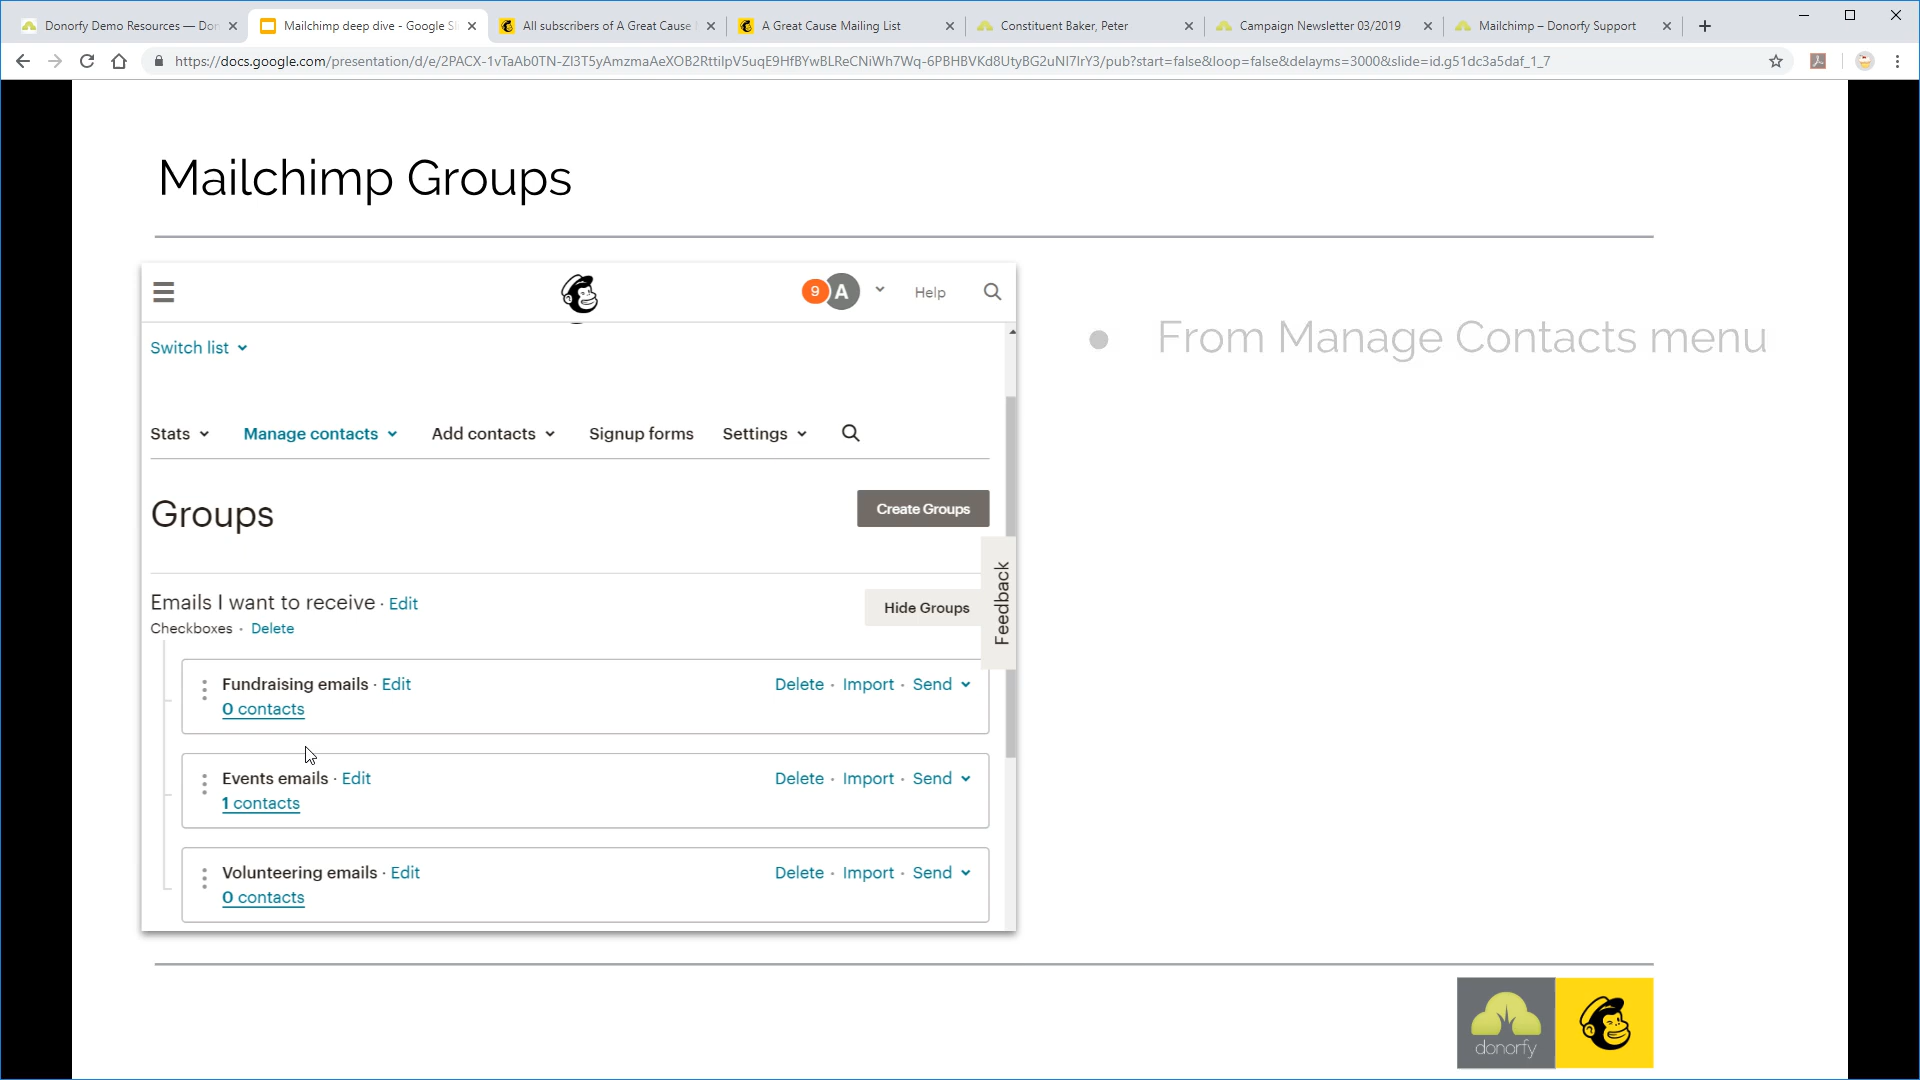 Donorfy Demo Resources — Don
Mailchimp deep dive - Google Sl
All subscribers of A Great Cause
A Great Cause Mailing List
Constituent Baker, Peter
Campaign Newsletter 03/2019
Mailchimp – Donorfy Support
https://docs.google.com/presentation/d/e/2PACX-1vTaAb0TN-ZI3T5yAmzmaAeXOB2RttilpV5uqE9HfBYwBLReCNiWh7Wq-6PBHBVKd8UtyBG2uNI7IrY3/pub?start=false&loop=false&delayms=3000&slide=id.g51dc3a5daf_1_7
Mailchimp Groups
9 A Help
Switch list
Stats Manage contacts Add contacts Signup forms Settings
Groups
Create Groups
Emails I want to receive · Edit
Hide Groups
Checkboxes · Delete
Feedback
Fundraising emails · Edit Delete · Import · Send
0 contacts
Events emails · Edit Delete · Import · Send
1 contacts
Volunteering emails · Edit Delete · Import · Send
0 contacts
● From Manage Contacts menu
donorfy